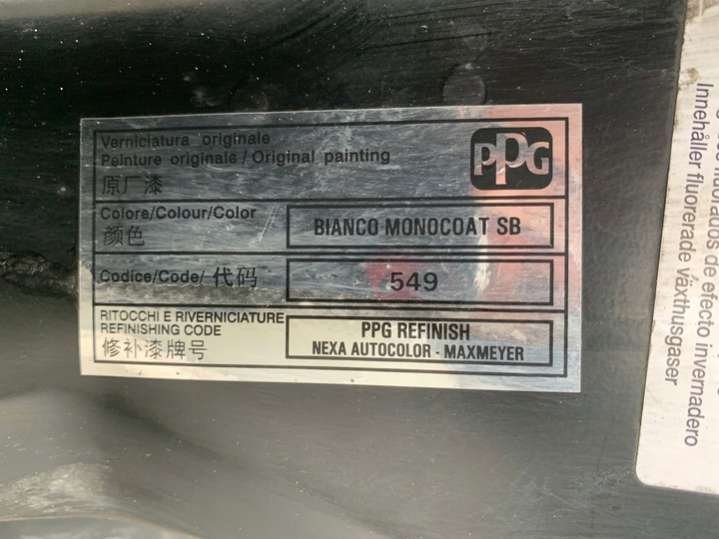 Verniciatura originale
Peinture originale / Original painting
原厂漆
PPG
Colore/Colour/Color
颜色
BIANCO MONOCOAT SB
Codice/Code/ 代码
549
RITOCCHI E RIVERNICIATURE
REFINISHING CODE
修补漆牌号
PPG REFINISH
NEXA AUTOCOLOR - MAXMEYER
de efecto invernadero
Innehåller fluorerade växthusgaser